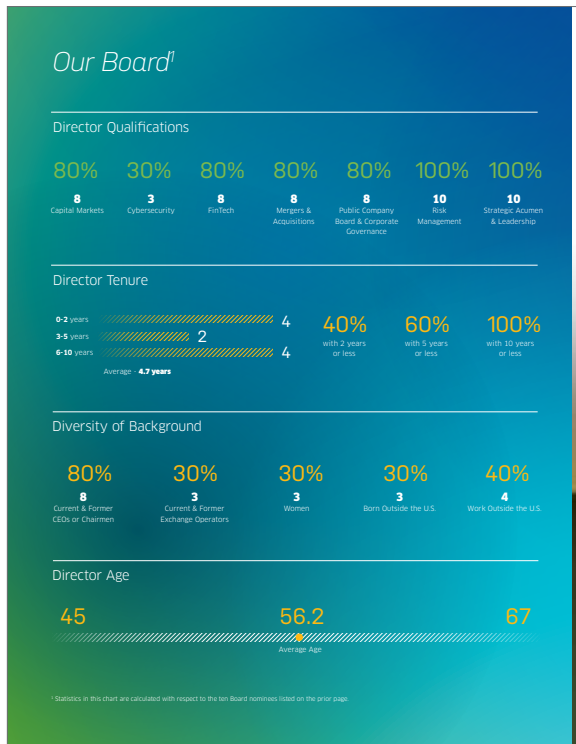 Our Board¹
Director Qualifications
80% 30% 80% 80% 80% 100% 100%
8 3 8 8 8 10 10
Capital Markets Cybersecurity FinTech Mergers & Public Company Risk Strategic Acumen
Acquisitions Board & Corporate Management & Leadership
Governance
Director Tenure
0-2 years 4
3-5 years 2
6-10 years 4
Average - 4.7 years
40% 60% 100%
with 2 years with 5 years with 10 years
or less or less or less
Diversity of Background
80% 30% 30% 30% 40%
8 3 3 3 4
Current & Former Current & Former Women Born Outside the U.S. Work Outside the U.S.
CEOs or Chairmen Exchange Operators
Director Age
45 56.2 67
Average Age
¹ Statistics in this chart are calculated with respect to the ten Board nominees listed on the prior page.